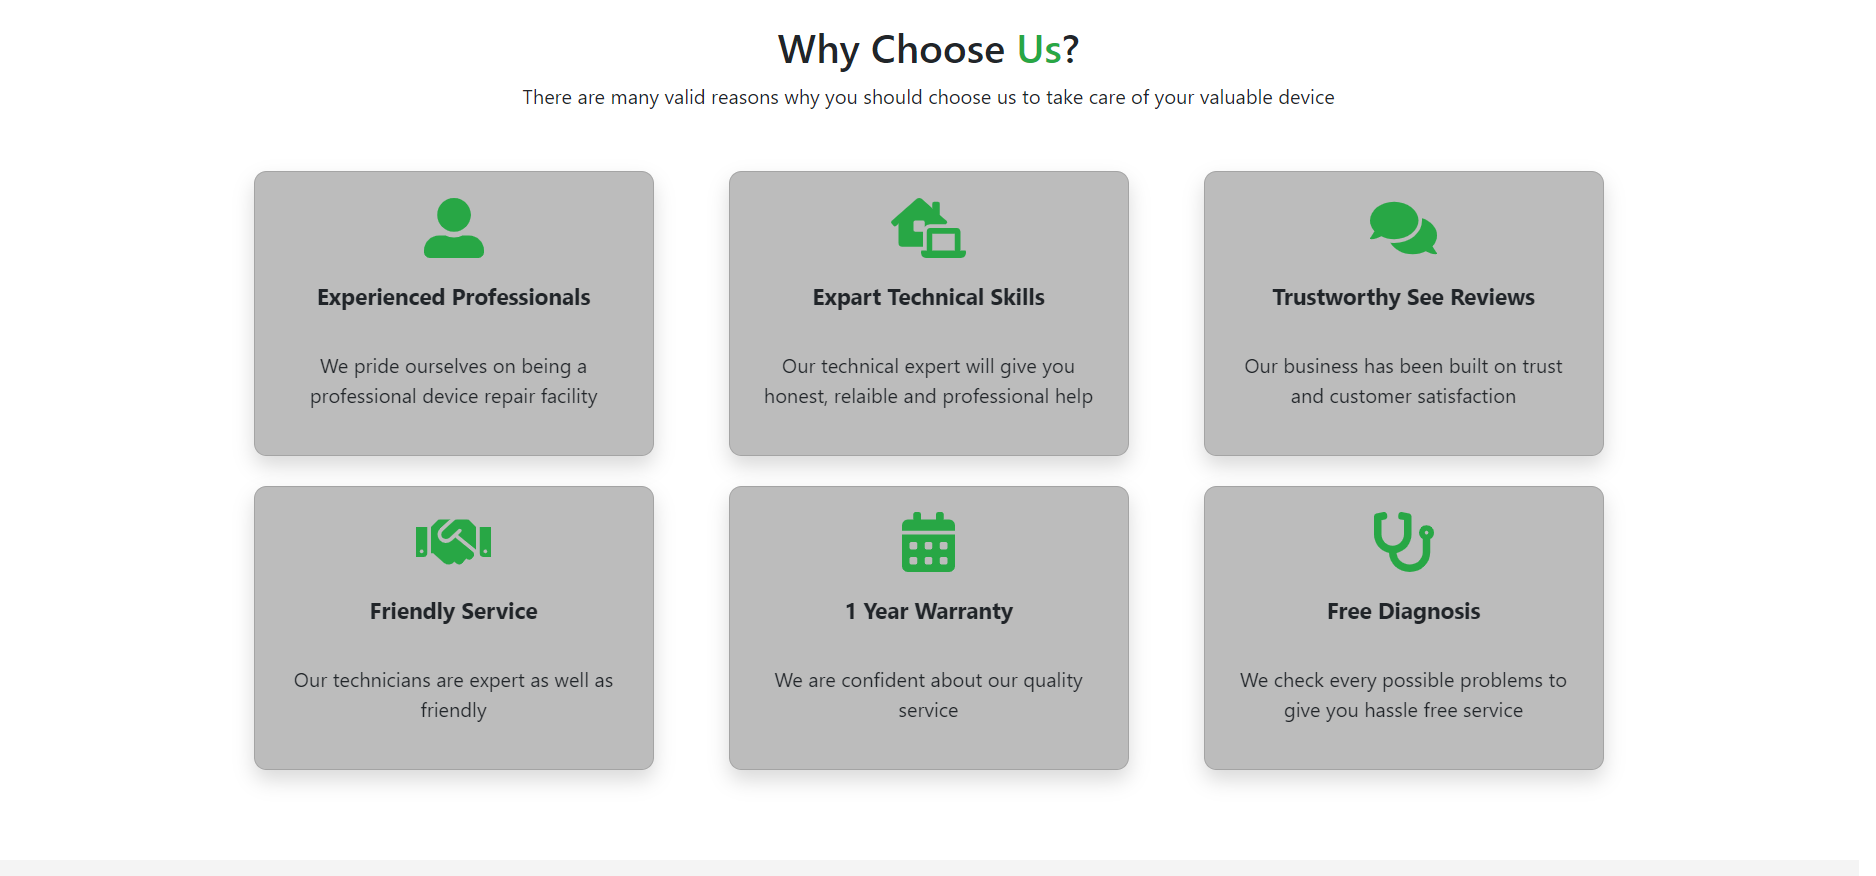 Why Choose Us?
There are many valid reasons why you should choose us to take care of your valuable device
Experienced Professionals
We pride ourselves on being a
professional device repair facility
Expart Technical Skills
Our technical expert will give you
honest, relaible and professional help
Trustworthy See Reviews
Our business has been built on trust
and customer satisfaction
Friendly Service
Our technicians are expert as well as
friendly
1 Year Warranty
We are confident about our quality
service
Free Diagnosis
We check every possible problems to
give you hassle free service